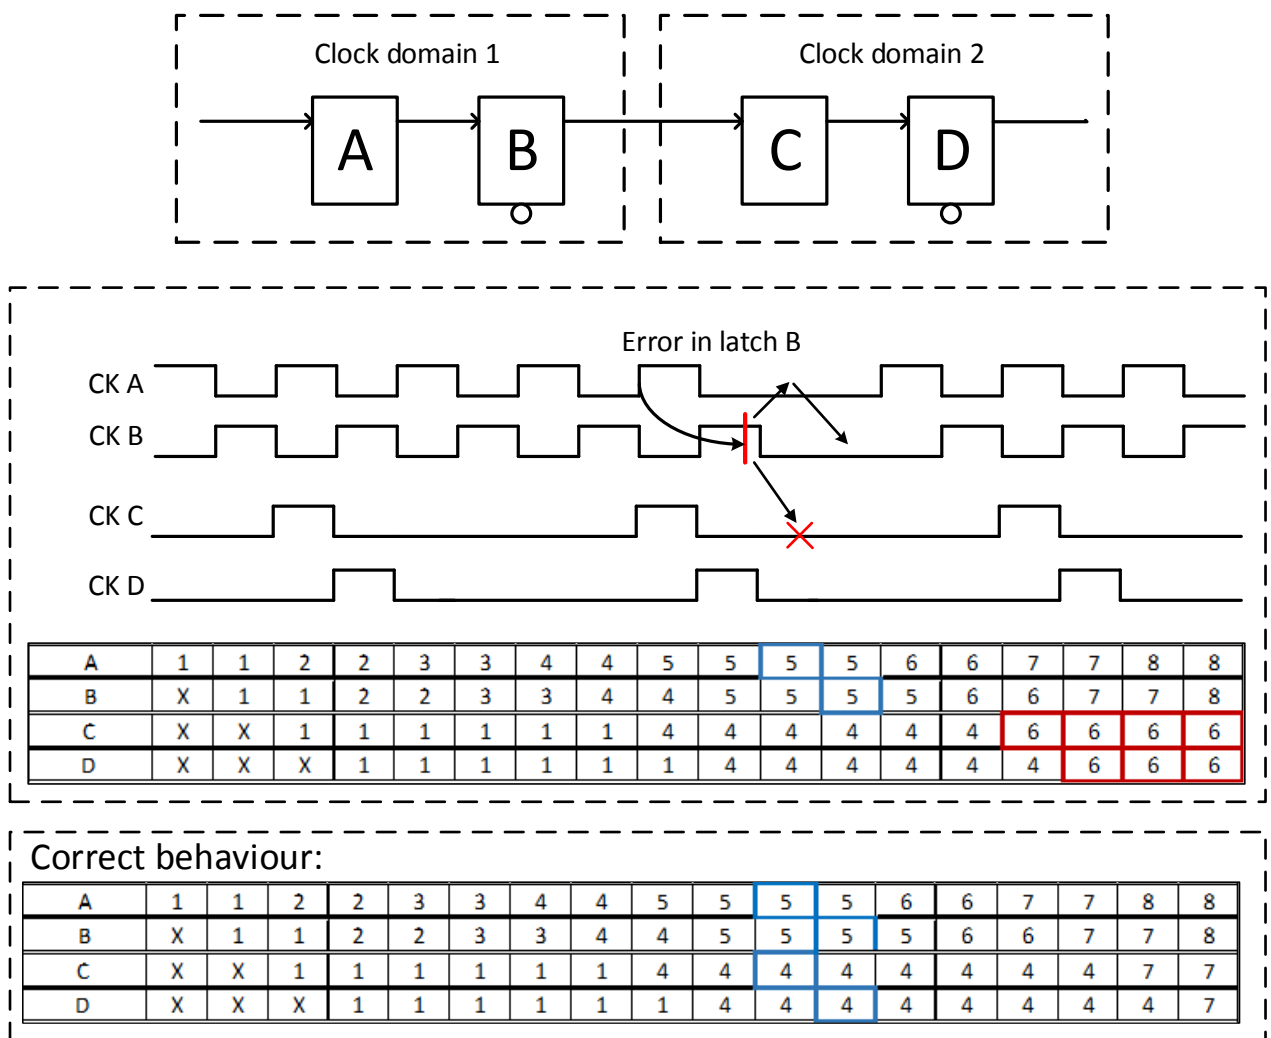 Clock domain 1
Clock domain 2
A
B
C
D
Error in latch B
CK A
CK B
CK C
CK D
A 1 1 2 2 3 3 4 4 5 5 5 5 6 6 7 7 8 8
B X 1 1 2 2 3 3 4 4 5 5 5 5 6 6 7 7 8
C X X 1 1 1 1 1 1 4 4 4 4 4 4 6 6 6 6
D X X X 1 1 1 1 1 1 4 4 4 4 4 4 6 6 6
Correct behaviour:
A 1 1 2 2 3 3 4 4 5 5 5 5 6 6 7 7 8 8
B X 1 1 2 2 3 3 4 4 5 5 5 5 6 6 7 7 8
C X X 1 1 1 1 1 1 4 4 4 4 4 4 4 4 7 7
D X X X 1 1 1 1 1 1 4 4 4 4 4 4 4 4 7